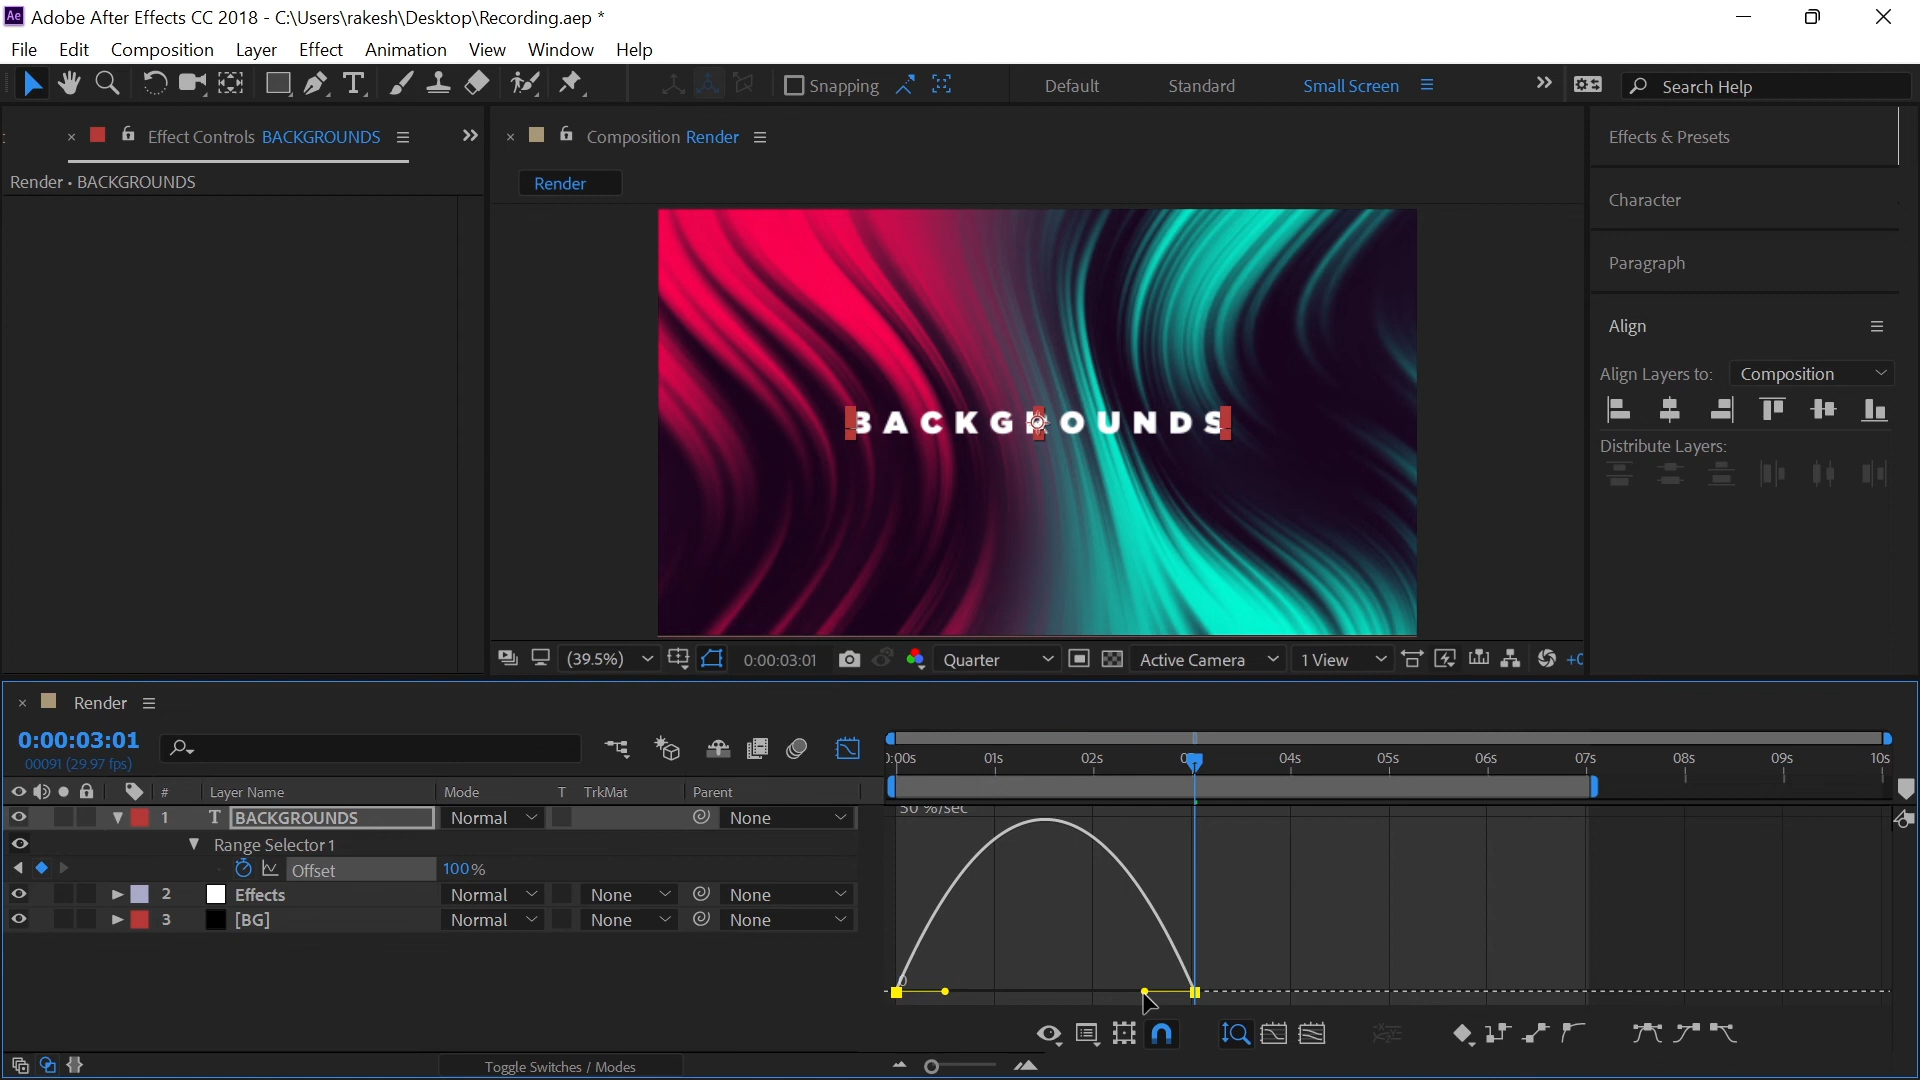 Ae Adobe After Effects CC 2018 - C:\Users\rakesh\Desktop\Recording.aep *
File Edit Composition Layer Effect Animation View Window Help
Snapping Default Standard Small Screen Search Help
Effect Controls BACKGROUNDS Composition Render Effects & Presets
Render • BACKGROUNDS
Render
Character
Paragraph
Align
Align Layers to: Composition
BACKGROUNDS
Distribute Layers:
(39.5%) 0:00:03:01 Quarter Active Camera 1 View +0
Render
0:00:03:01
00091 (29.97 fps)
0:00s 01s 02s 04s 05s 06s 07s 08s 09s 10s
# Layer Name Mode T TrkMat Parent
1 T BACKGROUNDS Normal None
50 %/sec
Range Selector 1
Offset 100%
2 Effects Normal None None
3 [BG] Normal None None
0
Toggle Switches / Modes